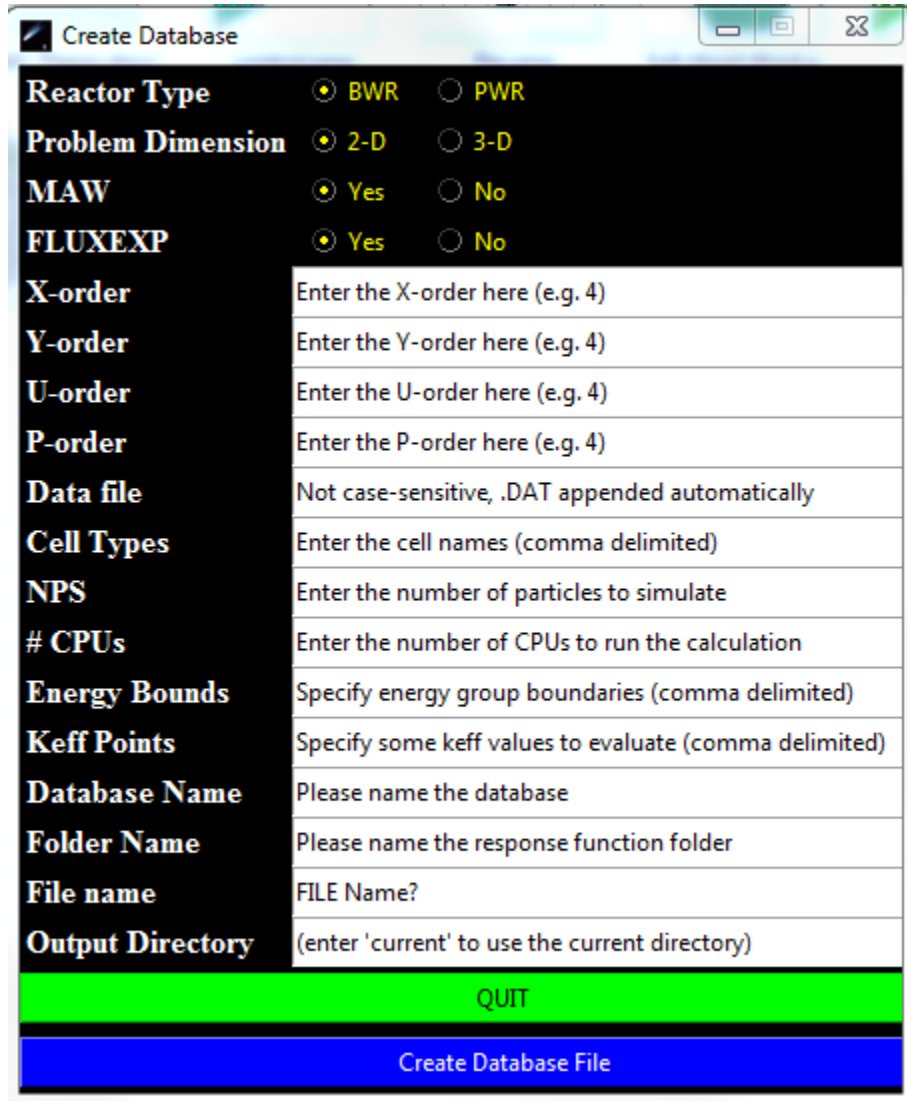 Create Database
Reactor Type BWR PWR
Problem Dimension 2-D 3-D
MAW Yes No
FLUXEXP Yes No
X-order Enter the X-order here (e.g. 4)
Y-order Enter the Y-order here (e.g. 4)
U-order Enter the U-order here (e.g. 4)
P-order Enter the P-order here (e.g. 4)
Data file Not case-sensitive, .DAT appended automatically
Cell Types Enter the cell names (comma delimited)
NPS Enter the number of particles to simulate
# CPUs Enter the number of CPUs to run the calculation
Energy Bounds Specify energy group boundaries (comma delimited)
Keff Points Specify some keff values to evaluate (comma delimited)
Database Name Please name the database
Folder Name Please name the response function folder
File name FILE Name?
Output Directory (enter 'current' to use the current directory)
QUIT
Create Database File